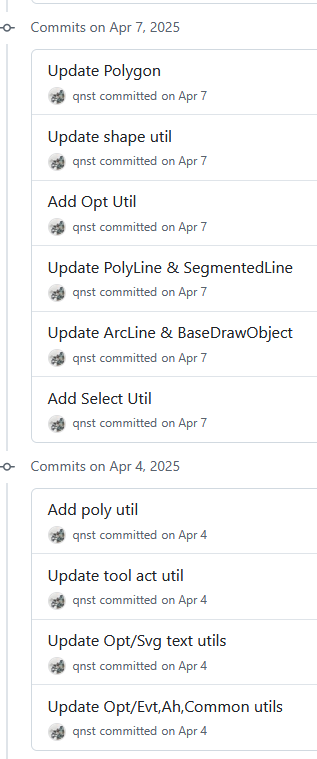 Commits on Apr 7, 2025
Update Polygon
qnst committed on Apr 7
Update shape util
qnst committed on Apr 7
Add Opt Util
qnst committed on Apr 7
Update PolyLine & SegmentedLine
qnst committed on Apr 7
Update ArcLine & BaseDrawObject
qnst committed on Apr 7
Add Select Util
qnst committed on Apr 7
Commits on Apr 4, 2025
Add poly util
qnst committed on Apr 4
Update tool act util
qnst committed on Apr 4
Update Opt/Svg text utils
qnst committed on Apr 4
Update Opt/Evt,Ah,Common utils
qnst committed on Apr 4